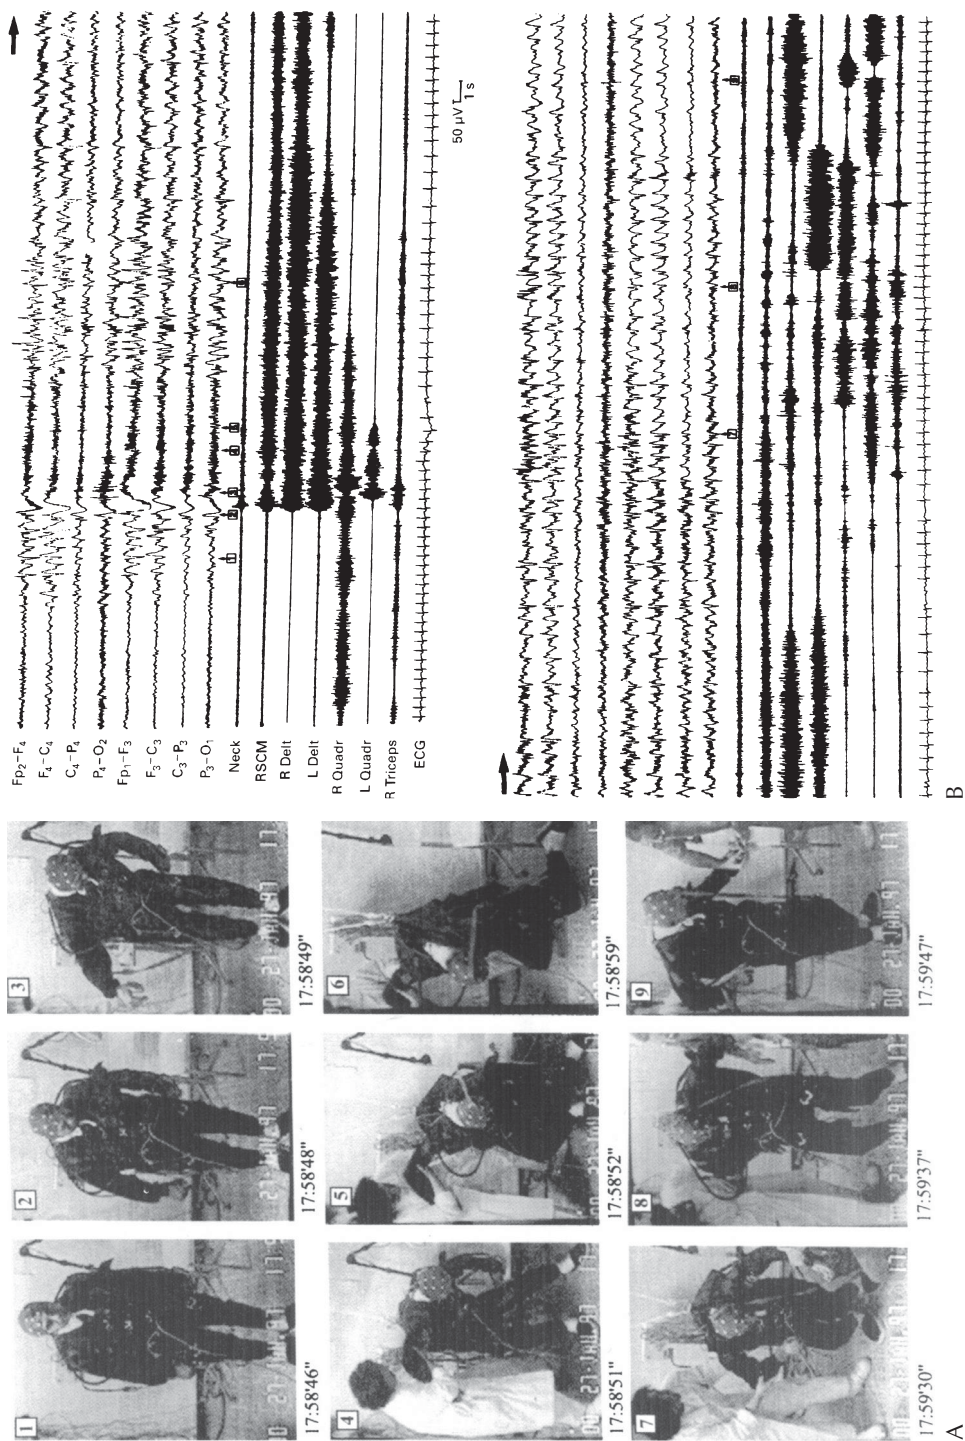 1
17:58'46"
2
17:58'48"
3
17:58'49"
4
17:58'51"
5
17:58'52"
6
17:58'59"
7
17:59'30"
8
17:59'37"
9
17:59'47"
A
Fp2-F4
F4-C4
C4-P4
P4-O2
Fp1-F3
F3-C3
C3-P3
P3-O1
Neck
RSCM
R Delt
L Delt
R Quadr
L Quadr
R Triceps
ECG
50 µV
1 s
B